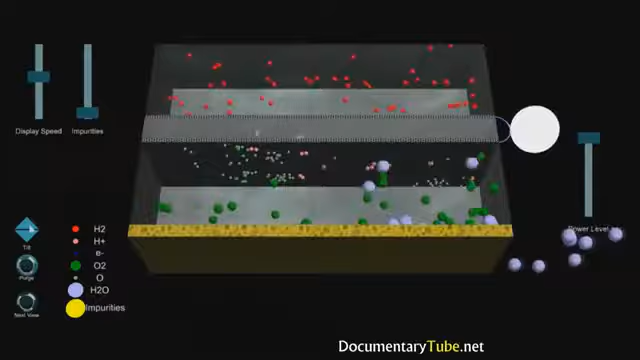 Display Speed
Impurities
Tilt
Purge
Next View
H2
H+
e-
O2
O
H2O
Impurities
Power Level
DocumentaryTube.net